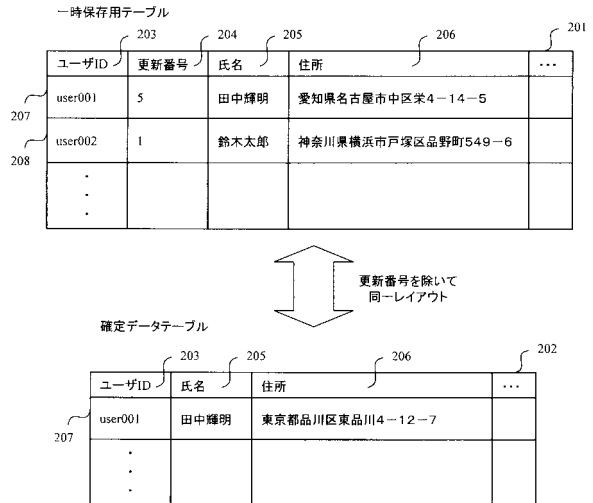 一時保存用テーブル
201
203 204 205 206
ユーザID 更新番号 氏名 住所 ...
user001 5 田中輝明 愛知県名古屋市中区栄4-14-5
207
user002 1 鈴木太郎 神奈川県横浜市戸塚区品野町549-6
208
更新番号を除いて
同一レイアウト
確定データテーブル
202
203 205 206
ユーザID 氏名 住所 ...
user001 田中輝明 東京都品川区東品川4-12-7
207